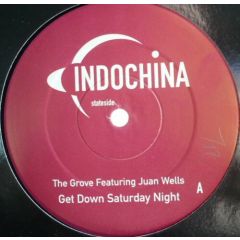 INDOCHINA
stateside
The Grove Featuring Juan Wells
Get Down Saturday Night
A